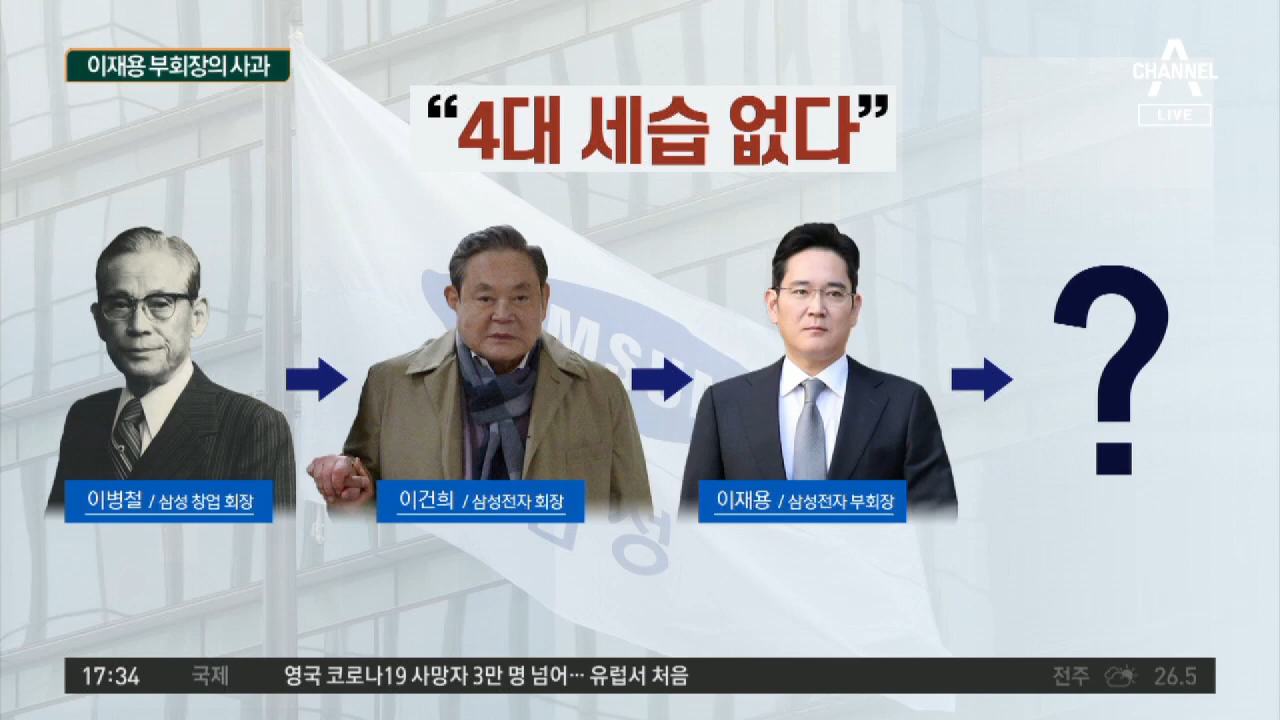 이재용 부회장의 사과
CHANNEL A
LIVE
“4대 세습 없다”
MSU
이병철 / 삼성 창업 회장
이건희 / 삼성전자 회장
이재용 / 삼성전자 부회장
성
17:34 국제 영국 코로나19 사망자 3만 명 넘어… 유럽서 처음 전주 26.5